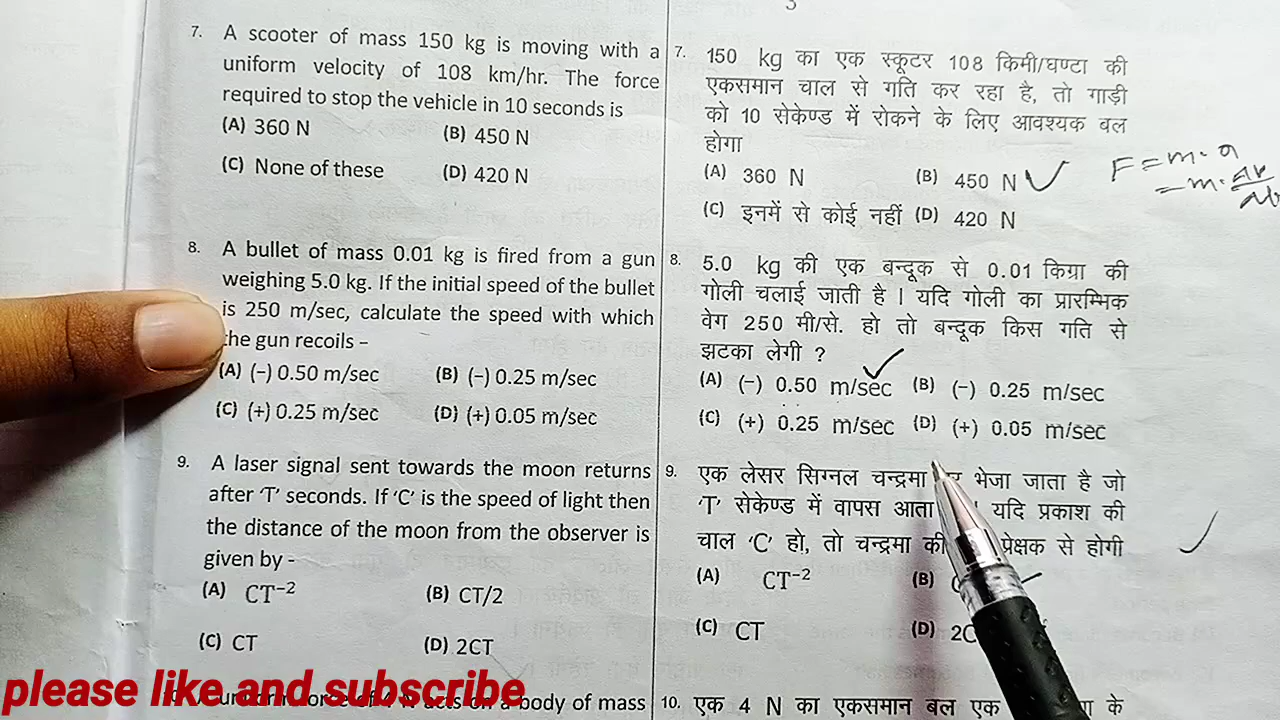 3
7. A scooter of mass 150 kg is moving with a
uniform velocity of 108 km/hr. The force
required to stop the vehicle in 10 seconds is
(A) 360 N (B) 450 N
(C) None of these (D) 420 N
8. A bullet of mass 0.01 kg is fired from a gun
weighing 5.0 kg. If the initial speed of the bullet
is 250 m/sec, calculate the speed with which
the gun recoils –
(A) (–) 0.50 m/sec (B) (–) 0.25 m/sec
(C) (+) 0.25 m/sec (D) (+) 0.05 m/sec
9. A laser signal sent towards the moon returns
after ‘T’ seconds. If ‘C’ is the speed of light then
the distance of the moon from the observer is
given by -
(A) CT⁻² (B) CT/2
(C) CT (D) 2CT
a body of mass
7. 150 kg का एक स्कूटर 108 किमी/घण्टा की
एकसमान चाल से गति कर रहा है, तो गाड़ी
को 10 सेकेण्ड में रोकने के लिए आवश्यक बल
होगा
(A) 360 N (B) 450 N
(C) इनमें से कोई नहीं (D) 420 N
F = m·a
= m·Δv/Δt
8. 5.0 kg की एक बन्दूक से 0.01 किग्रा की
गोली चलाई जाती है । यदि गोली का प्रारम्भिक
वेग 250 मी/से. हो तो बन्दूक किस गति से
झटका लेगी ?
(A) (–) 0.50 m/sec (B) (–) 0.25 m/sec
(C) (+) 0.25 m/sec (D) (+) 0.05 m/sec
9. एक लेसर सिग्नल चन्द्रमा भेजा जाता है जो
‘T’ सेकेण्ड में वापस आता यदि प्रकाश की
चाल ‘C’ हो, तो चन्द्रमा की प्रेक्षक से होगी
(A) CT⁻² (B)
(C) CT (D)
10. एक 4 N का एकसमान बल एक के
please like and subscribe